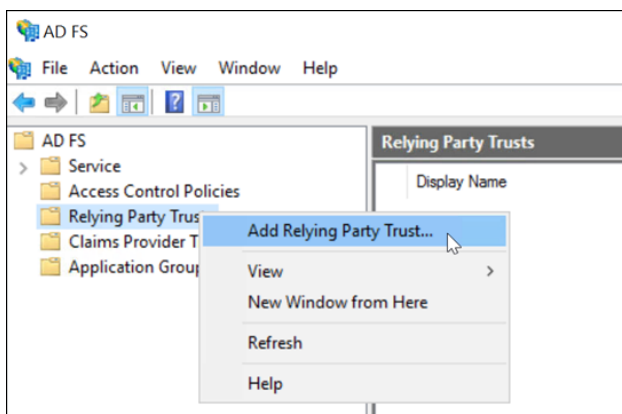 AD FS
File Action View Window Help
AD FS
Service
Access Control Policies
Relying Party Trus
Claims Provider T
Application Group
Relying Party Trusts
Display Name
Add Relying Party Trust...
View
New Window from Here
Refresh
Help